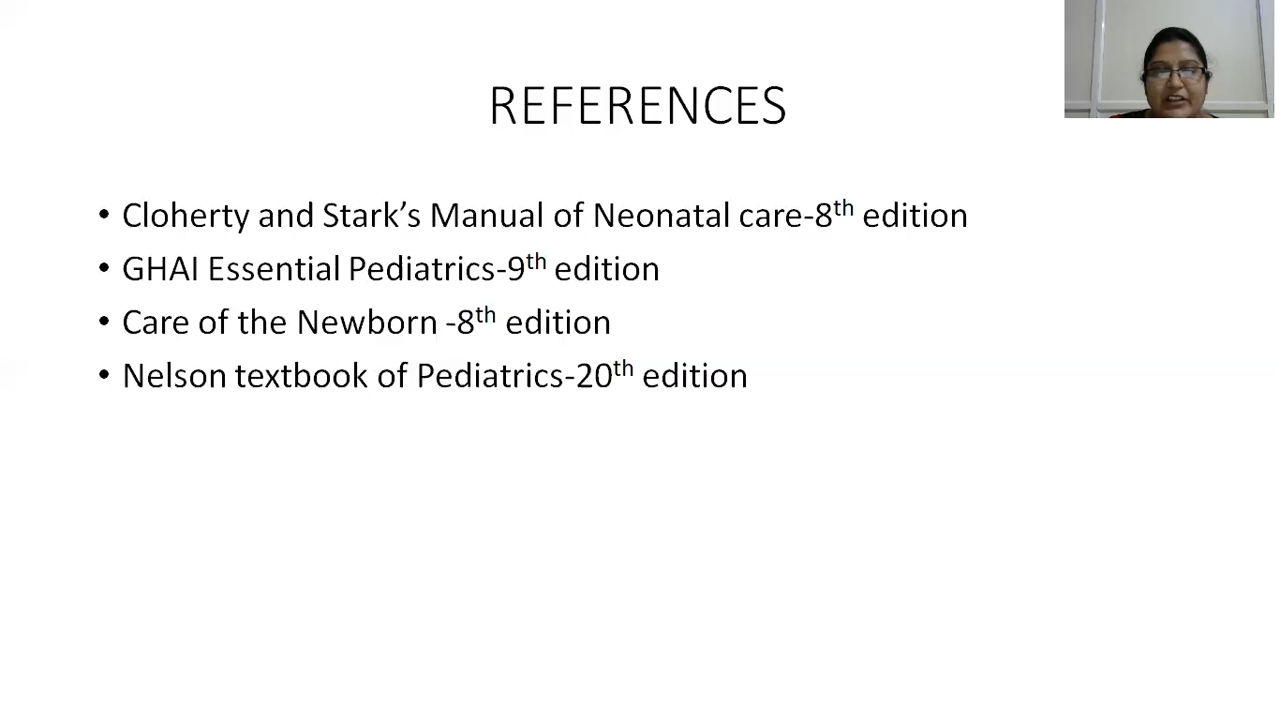 REFERENCES
• Cloherty and Stark’s Manual of Neonatal care-8th edition
• GHAI Essential Pediatrics-9th edition
• Care of the Newborn -8th edition
• Nelson textbook of Pediatrics-20th edition